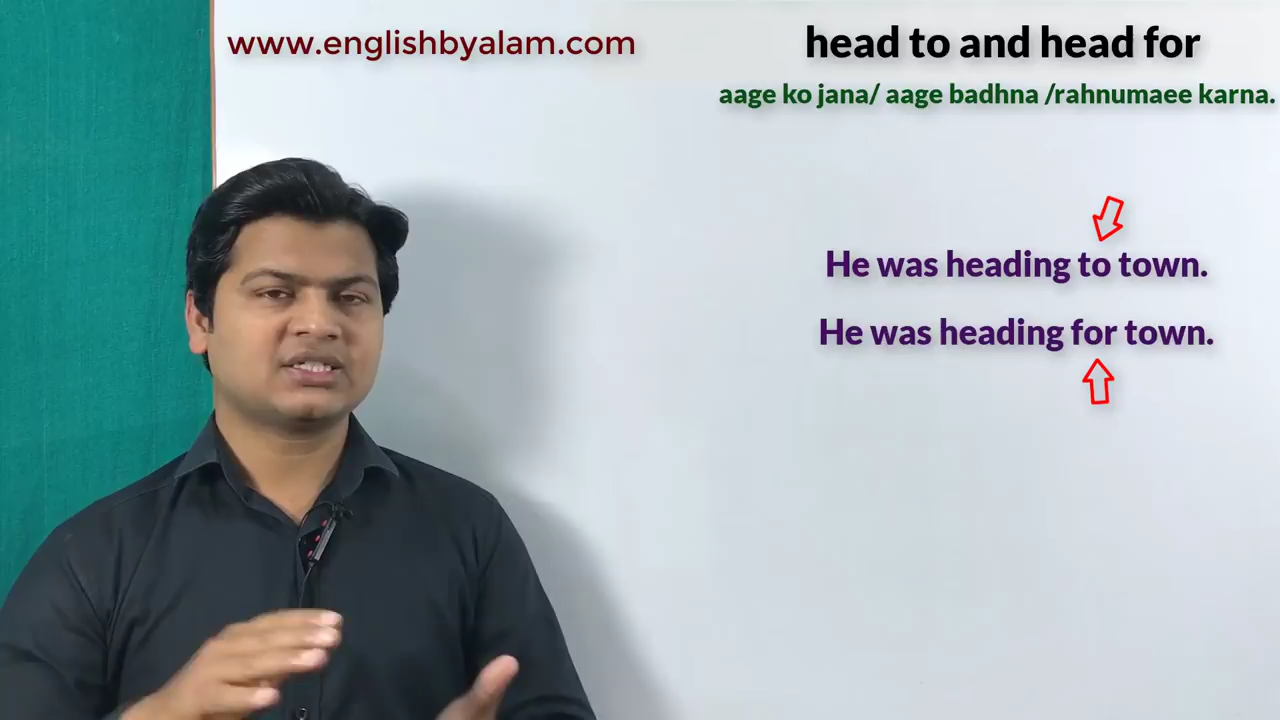 www.englishbyalam.com
head to and head for
aage ko jana/ aage badhna /rahnumaee karna.
He was heading to town.
He was heading for town.